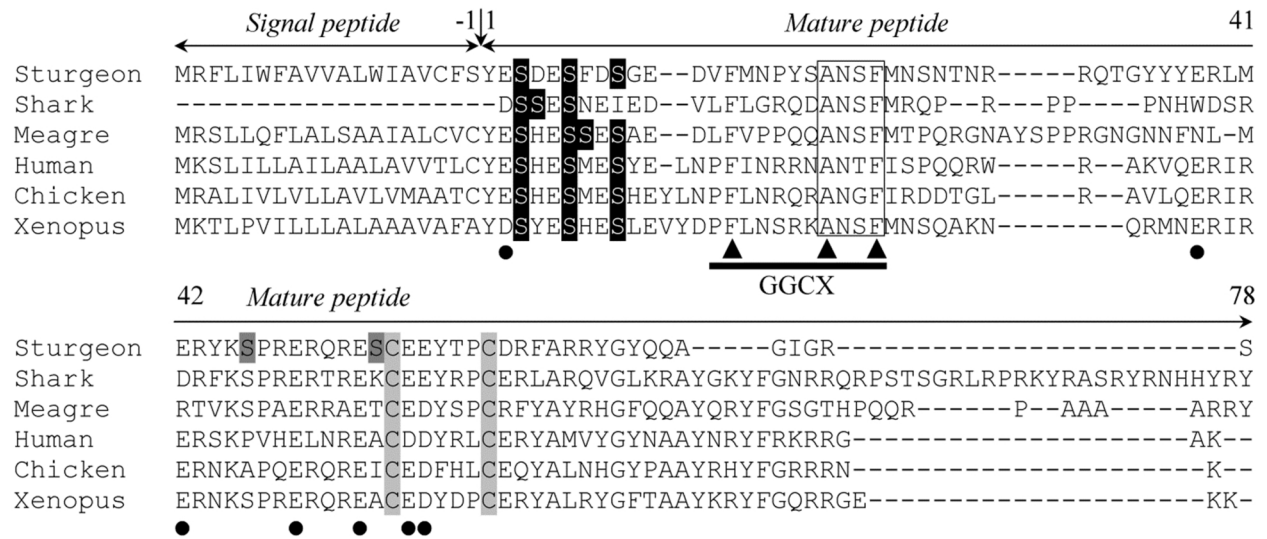 Signal peptide -1 1 Mature peptide 41
Sturgeon MRFLIWFAVVALWIAVCFSYESDESFDSGE--DVFMNPYSANSFMNSNTNR-----RQTGYYYERLM
Shark --------------------DSSESNEIED--VLFLGRQDANSFMRQP--R---PP----PNHWDSR
Meagre MRSLLQFLALSAAIALCVCYESHESSESAE--DLFVPPQQANSFMTPQRGNAYSPPRGNGNNFNL-M
Human MKSLILLAILAALAVVTLCYESHESMESYE-LNPFINRRNANTFISPQQRW-----R--AKVQERIR
Chicken MRALIVLVLLAVLVMAATCYESHESMESHEYLNPFLNRQRANGFIRDDTGL-----R--AVLQERIR
Xenopus MKTLPVILLLALAAAVAFAYDSYESHESLEVYDPFLNSRKANSFMNSQAKN--------QRMNERIR
GGCX
42 Mature peptide 78
Sturgeon ERYKSPRERQRESCEEYTPCDRFARRYGYQQA-----GIGR-------------------------S
Shark DRFKSPRERTREKCEEYRPCERLARQVGLKRAYGKYFGNRRQRPSTSGRLRPRKYRASRYRNHHYRY
Meagre RTVKSPAERRAETCEDYSPCRFYAYRHGFQQAYQRYFGSGTHPQQR------P--AAA-----ARRY
Human ERSKPVHELNREACDDYRLCERYAMVYGYNAAYNRYFRKRRG---------------------AK--
Chicken ERNKAPQERQREICEDFHLCEQYALNHGYPAAYRHYFGRRRN----------------------K--
Xenopus ERNKSPRERQREACEDYDPCERYALRYGFTAAYKRYFGQRRGE---------------------KK-